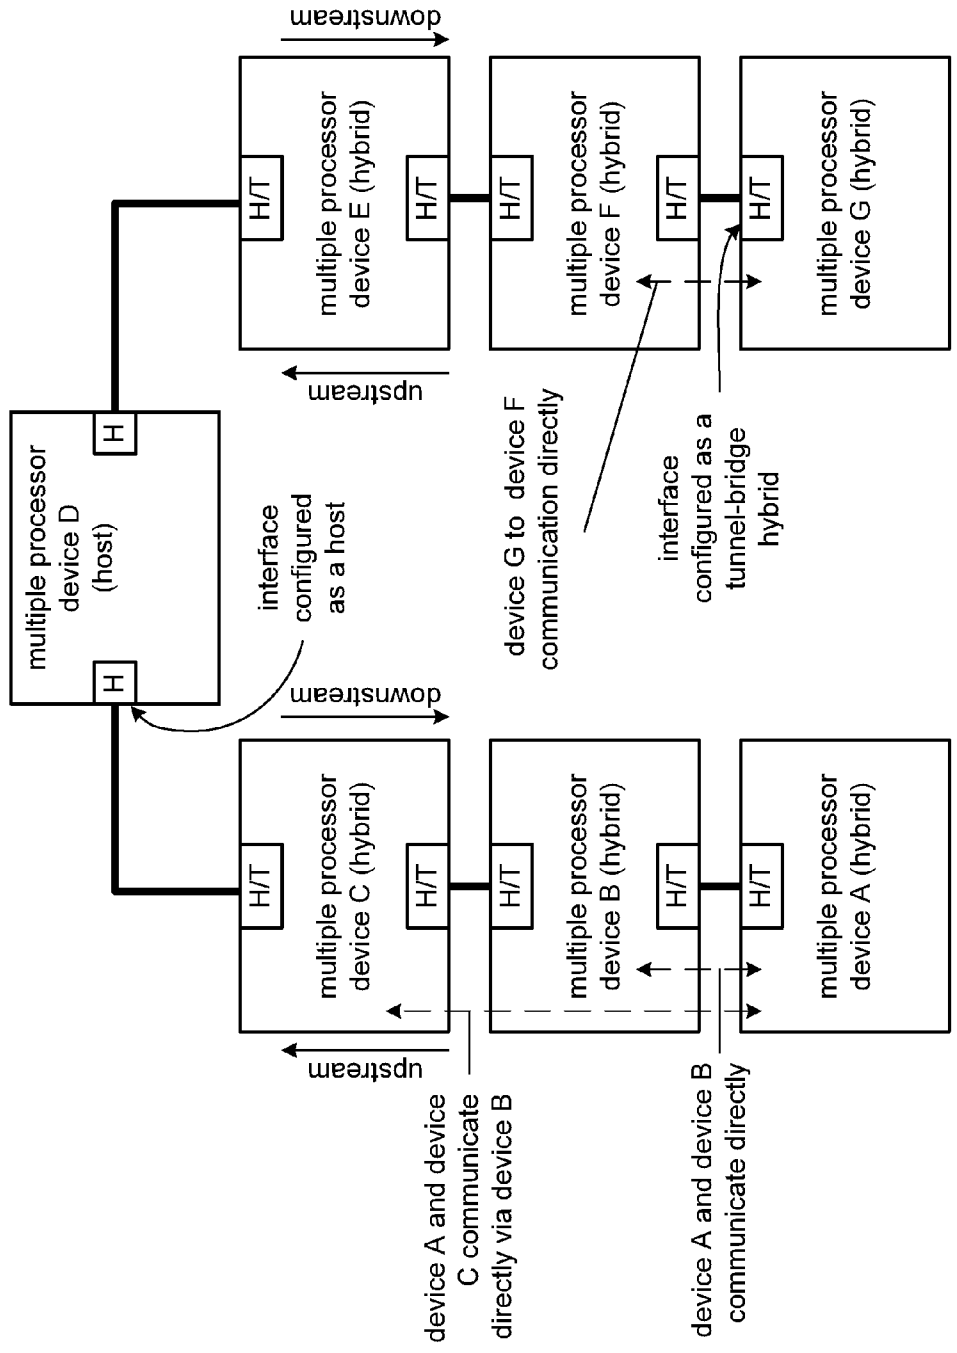 multiple processor
device D
(host)
H
H
interface
configured
as a host
downstream
upstream
H/T
multiple processor
device C (hybrid)
H/T
H/T
multiple processor
device B (hybrid)
H/T
H/T
multiple processor
device A (hybrid)
device A and device
C communicate
directly via device B
device A and device B
communicate directly
downstream
upstream
H/T
multiple processor
device E (hybrid)
H/T
H/T
multiple processor
device F (hybrid)
H/T
H/T
multiple processor
device G (hybrid)
device G to device F
communication directly
interface
configured as a
tunnel-bridge
hybrid